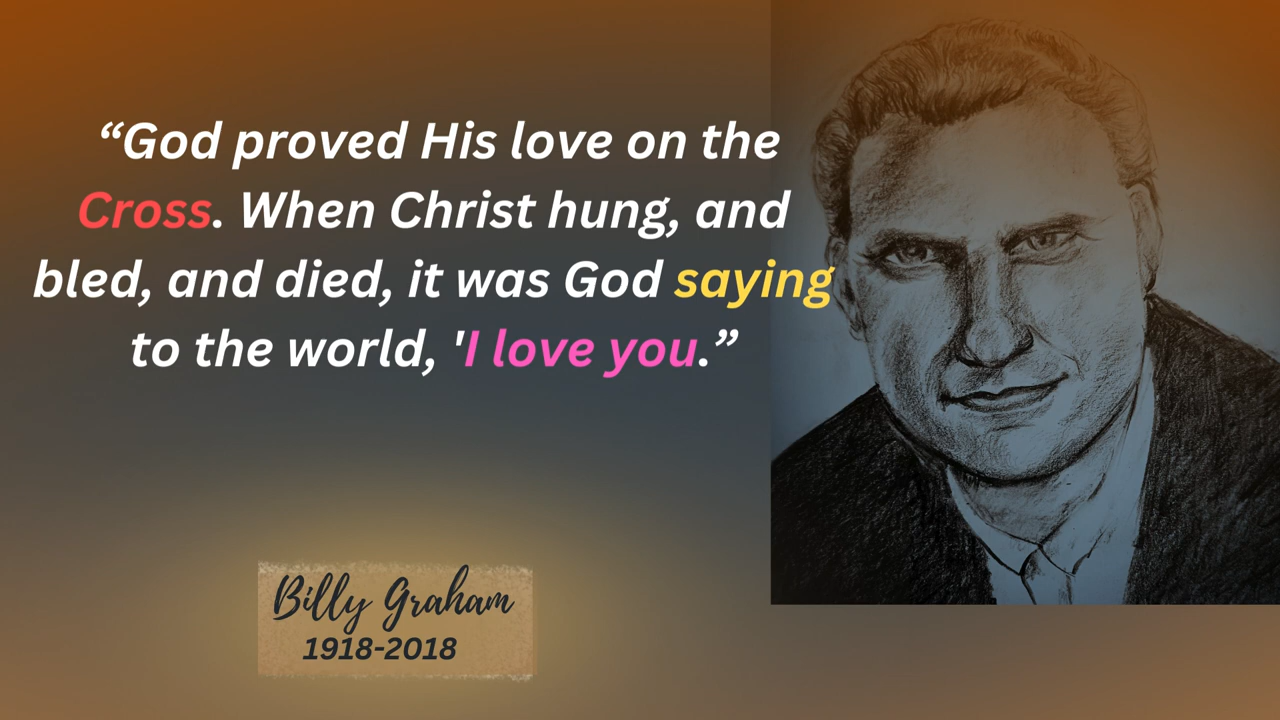 “God proved His love on the
Cross. When Christ hung, and
bled, and died, it was God saying
to the world, 'I love you.”
Billy Graham
1918-2018